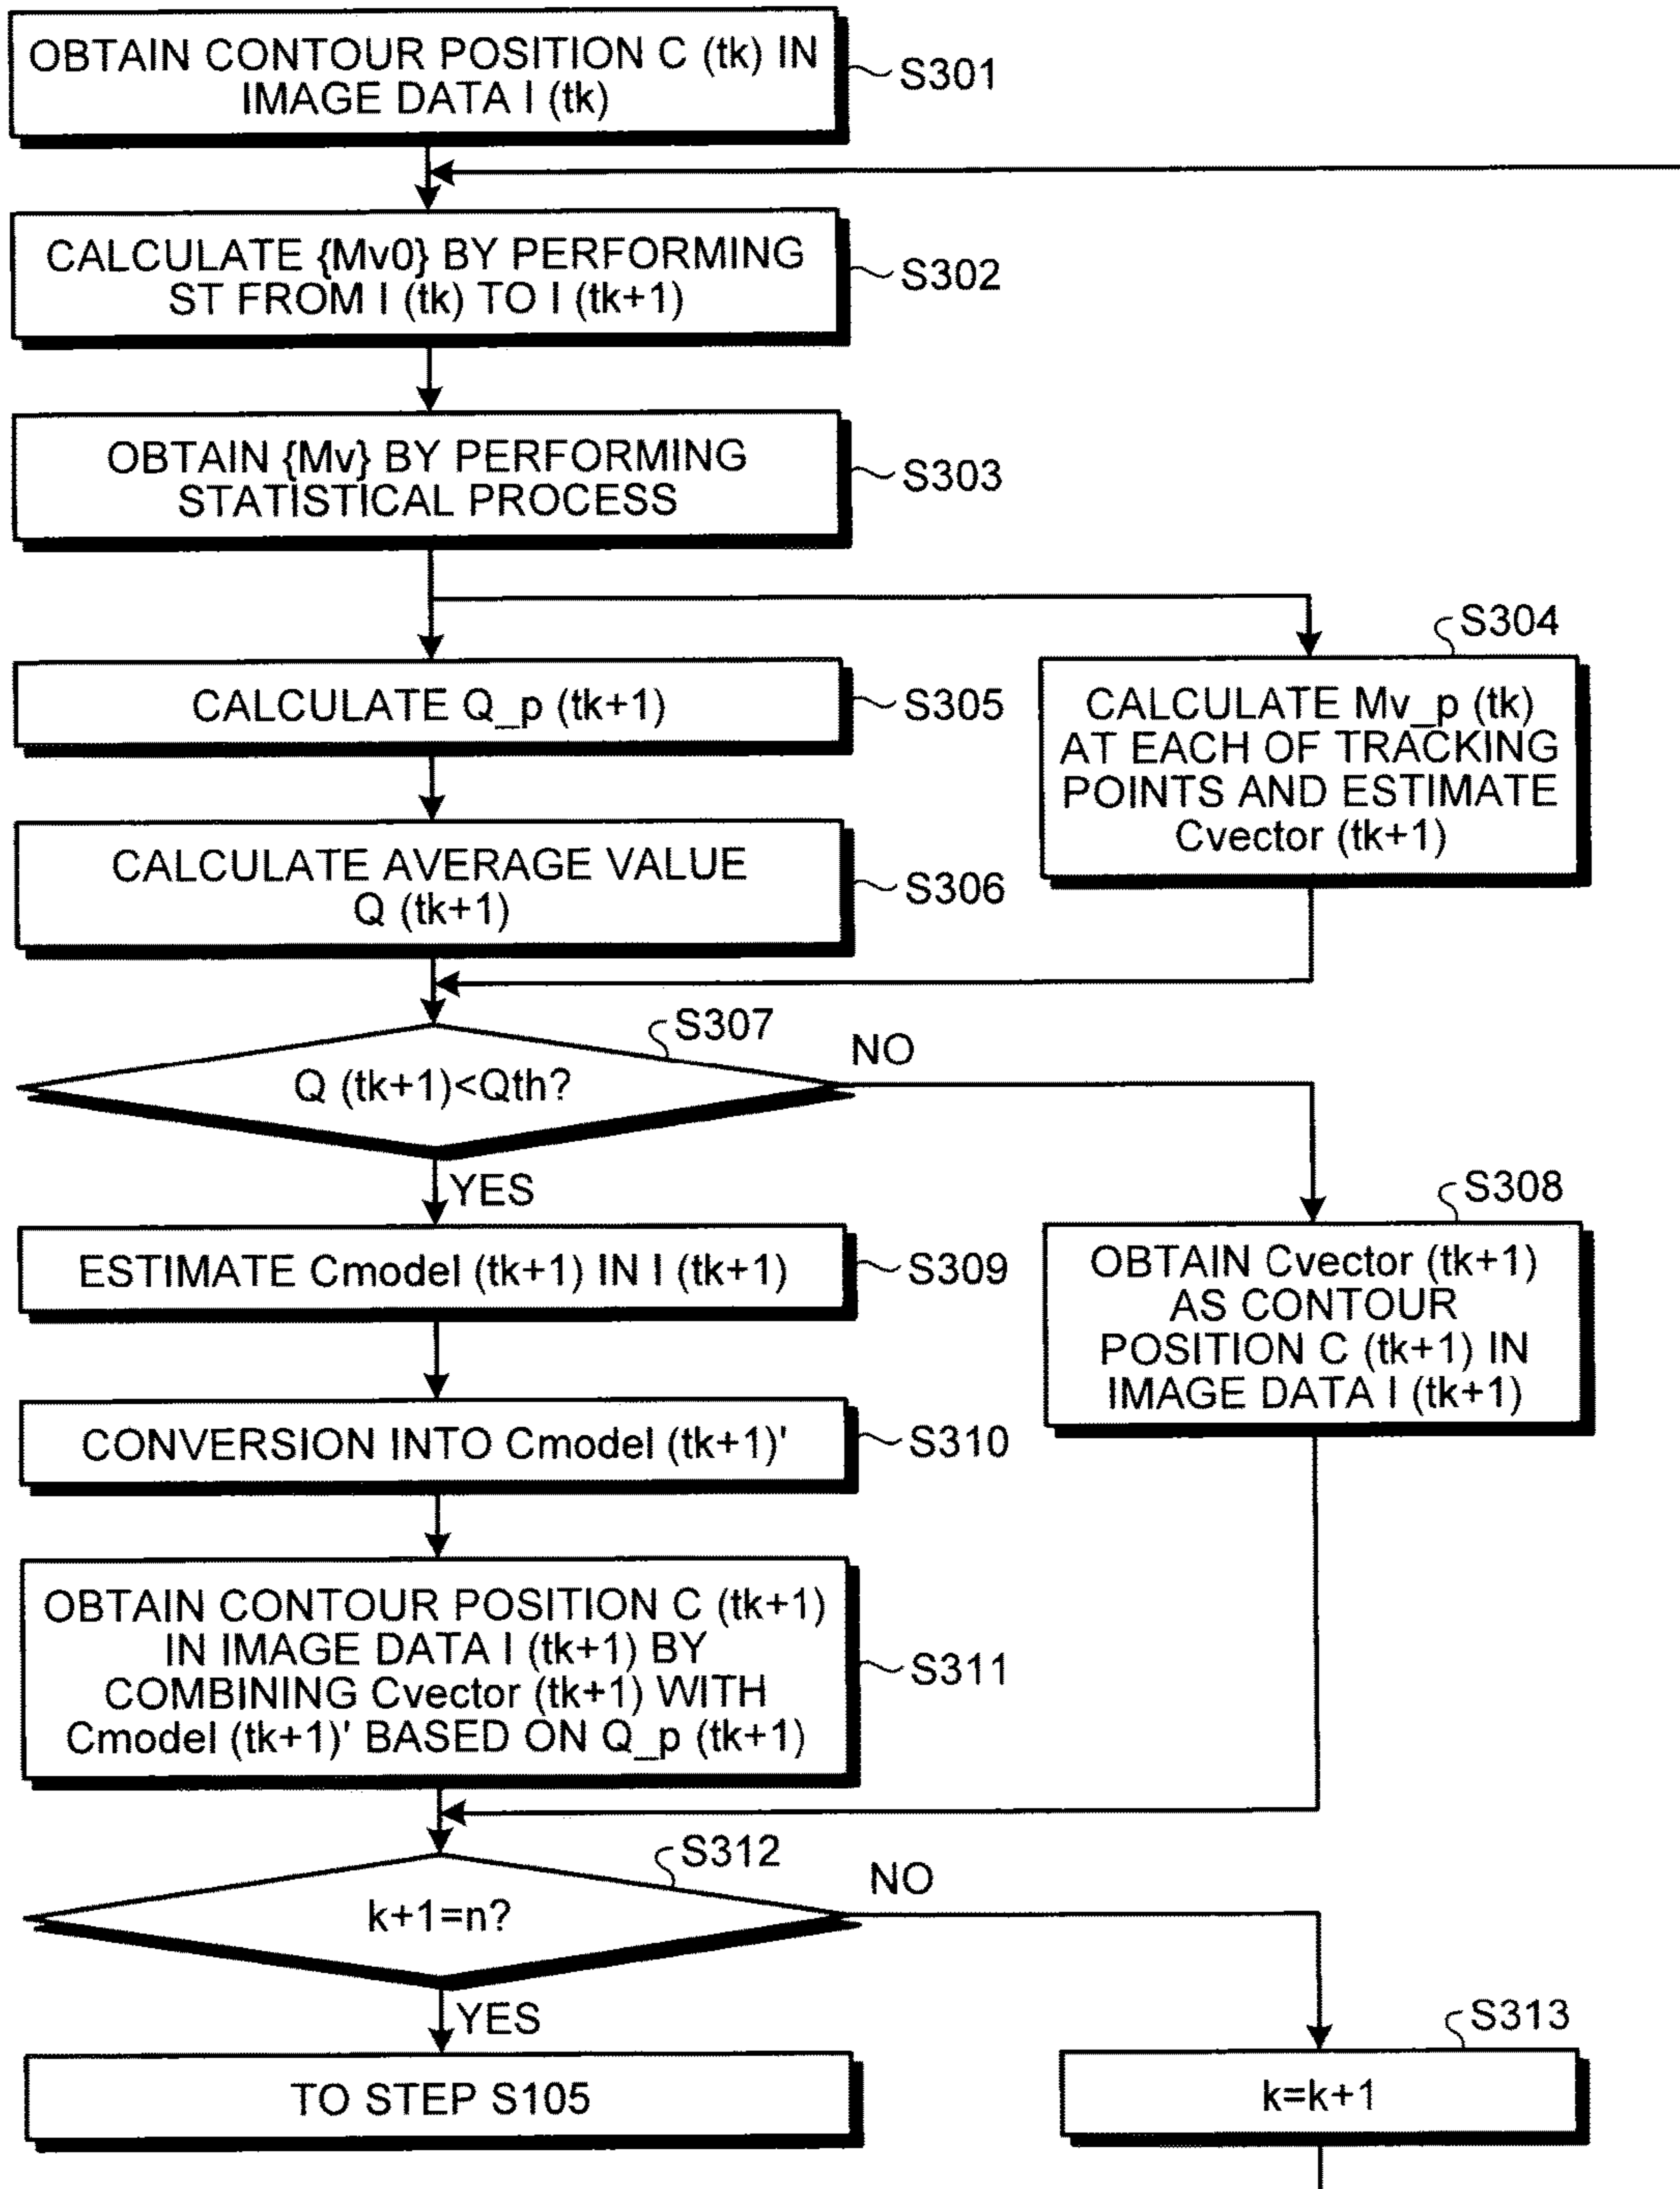 OBTAIN CONTOUR POSITION C (tk) IN
IMAGE DATA I (tk)
S301
CALCULATE {Mv0} BY PERFORMING
ST FROM I (tk) TO I (tk+1)
S302
OBTAIN {Mv} BY PERFORMING
STATISTICAL PROCESS
S303
S304
CALCULATE Mv_p (tk)
AT EACH OF TRACKING
POINTS AND ESTIMATE
Cvector (tk+1)
CALCULATE Q_p (tk+1)
S305
CALCULATE AVERAGE VALUE
Q (tk+1)
S306
S307
Q (tk+1)<Qth?
NO
YES
S308
OBTAIN Cvector (tk+1)
AS CONTOUR
POSITION C (tk+1) IN
IMAGE DATA I (tk+1)
ESTIMATE Cmodel (tk+1) IN I (tk+1)
S309
CONVERSION INTO Cmodel (tk+1)'
S310
OBTAIN CONTOUR POSITION C (tk+1)
IN IMAGE DATA I (tk+1) BY
COMBINING Cvector (tk+1) WITH
Cmodel (tk+1)' BASED ON Q_p (tk+1)
S311
S312
k+1=n?
NO
YES
S313
TO STEP S105
k=k+1